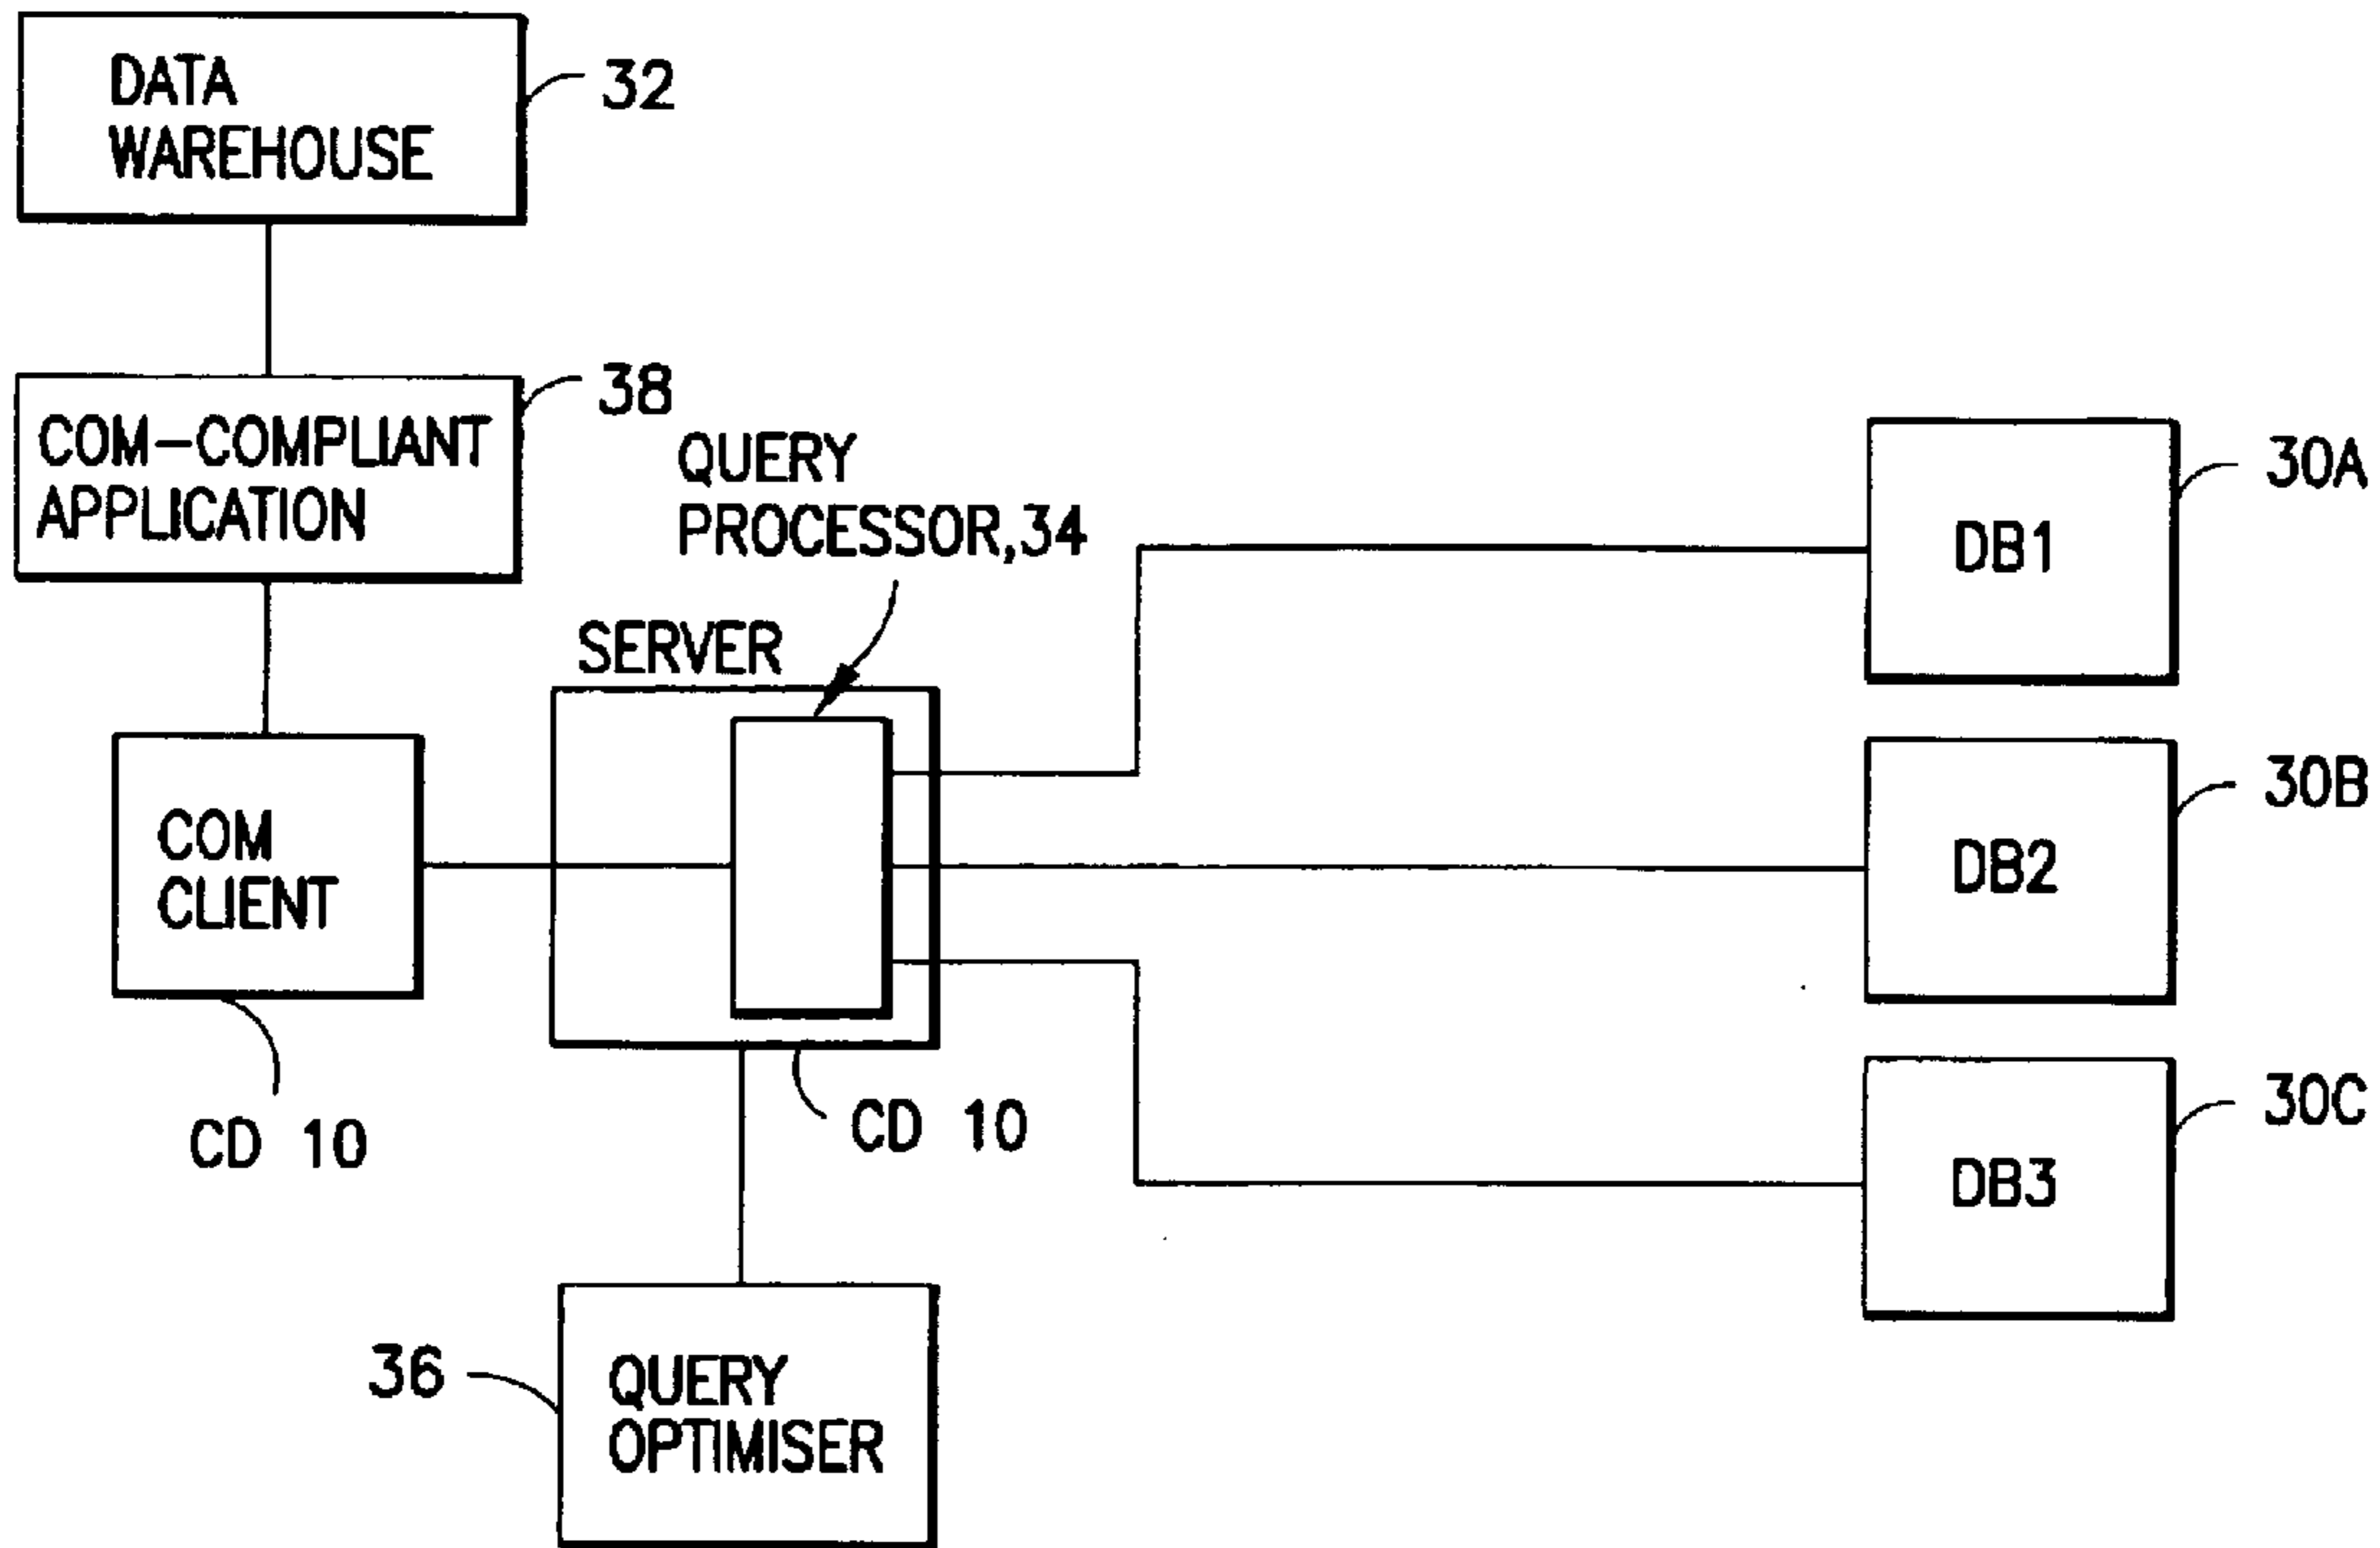 DATA
WAREHOUSE
32
COM-COMPLIANT
APPLICATION
38
QUERY
PROCESSOR,34
SERVER
COM
CLIENT
CD 10
CD 10
36
QUERY
OPTIMISER
DB1
30A
DB2
30B
DB3
30C